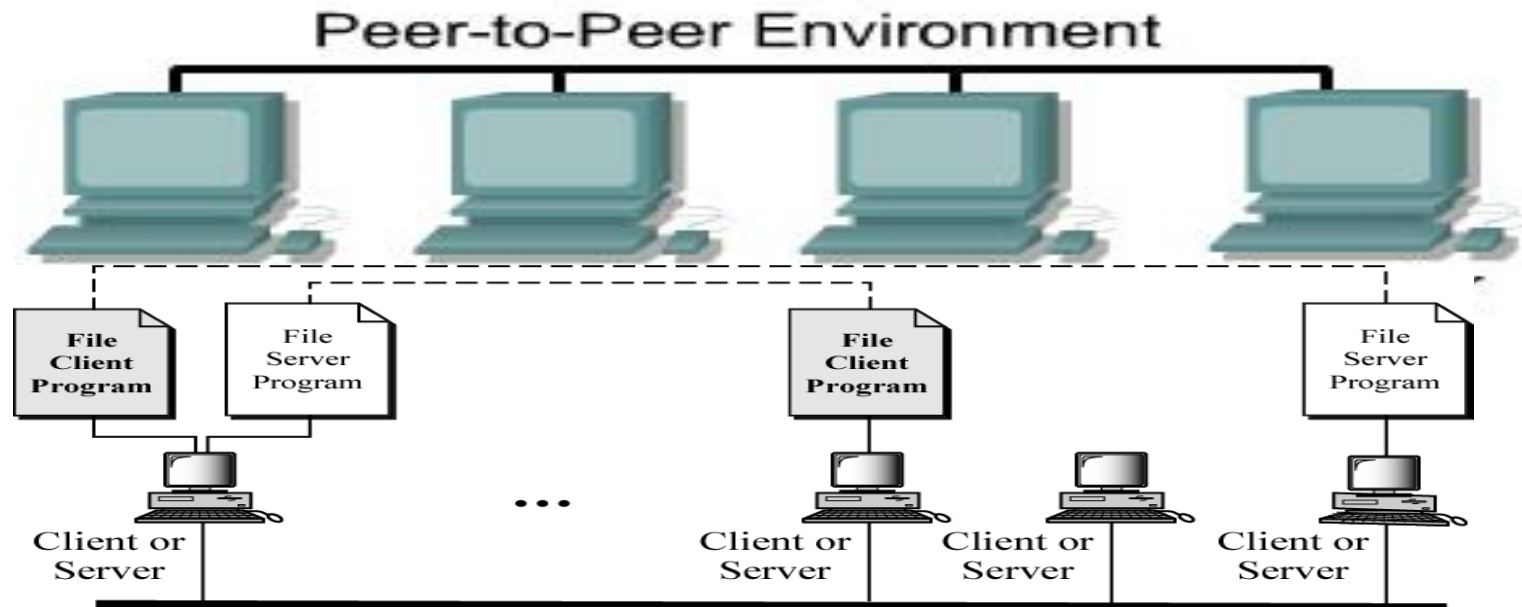 Peer-to-Peer Environment
File
Client
Program
File
Server
Program
File
Client
Program
File
Server
Program
...
Client or
Server
Client or
Server
Client or
Server
Client or
Server